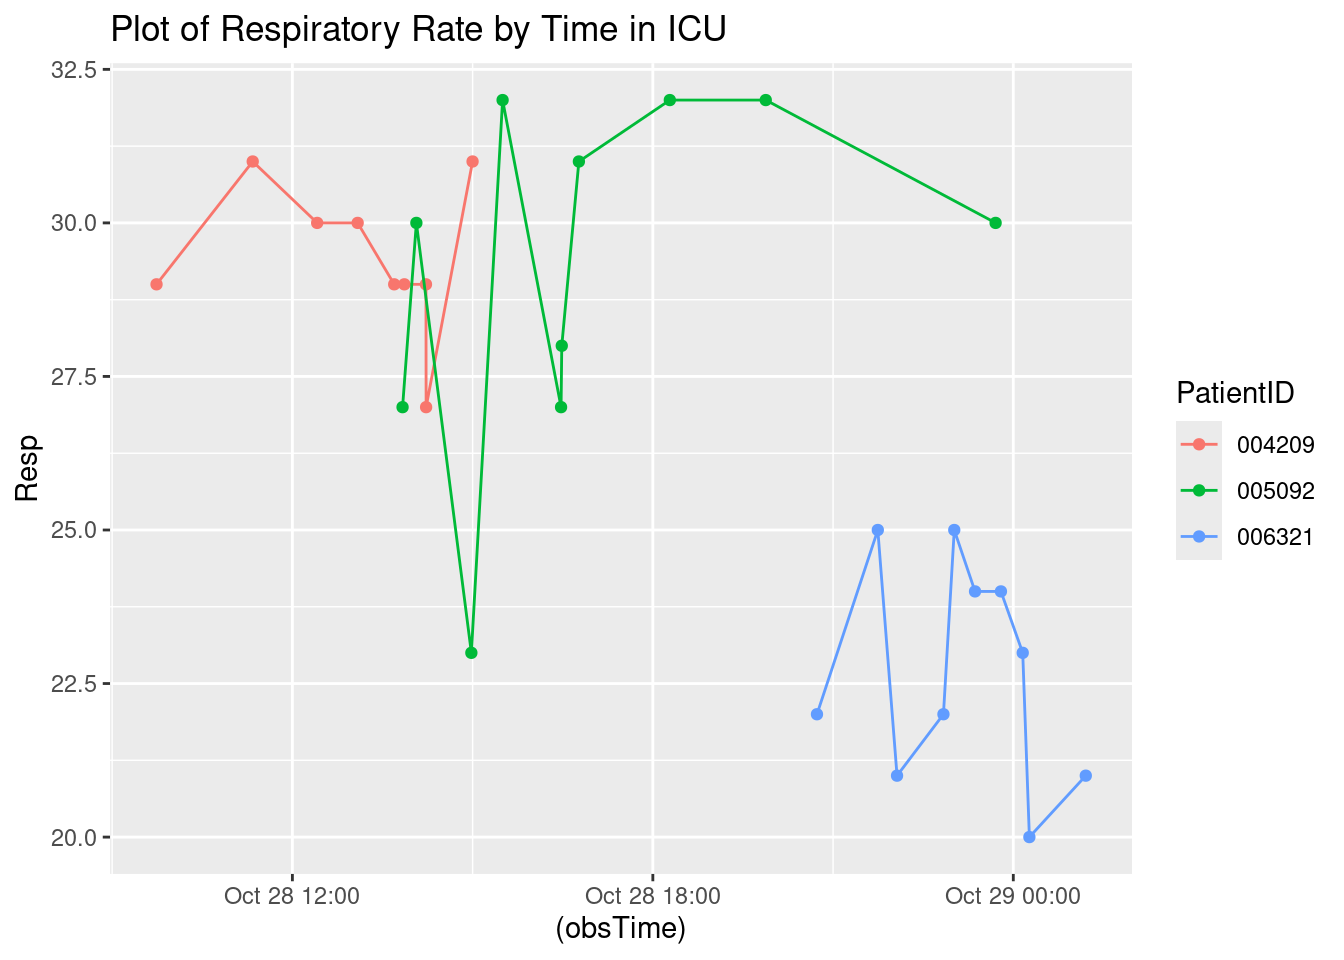 Plot of Respiratory Rate by Time in ICU
32.5
30.0
27.5
25.0
22.5
20.0
Resp
Oct 28 12:00
Oct 28 18:00
Oct 29 00:00
(obsTime)
PatientID
004209
005092
006321